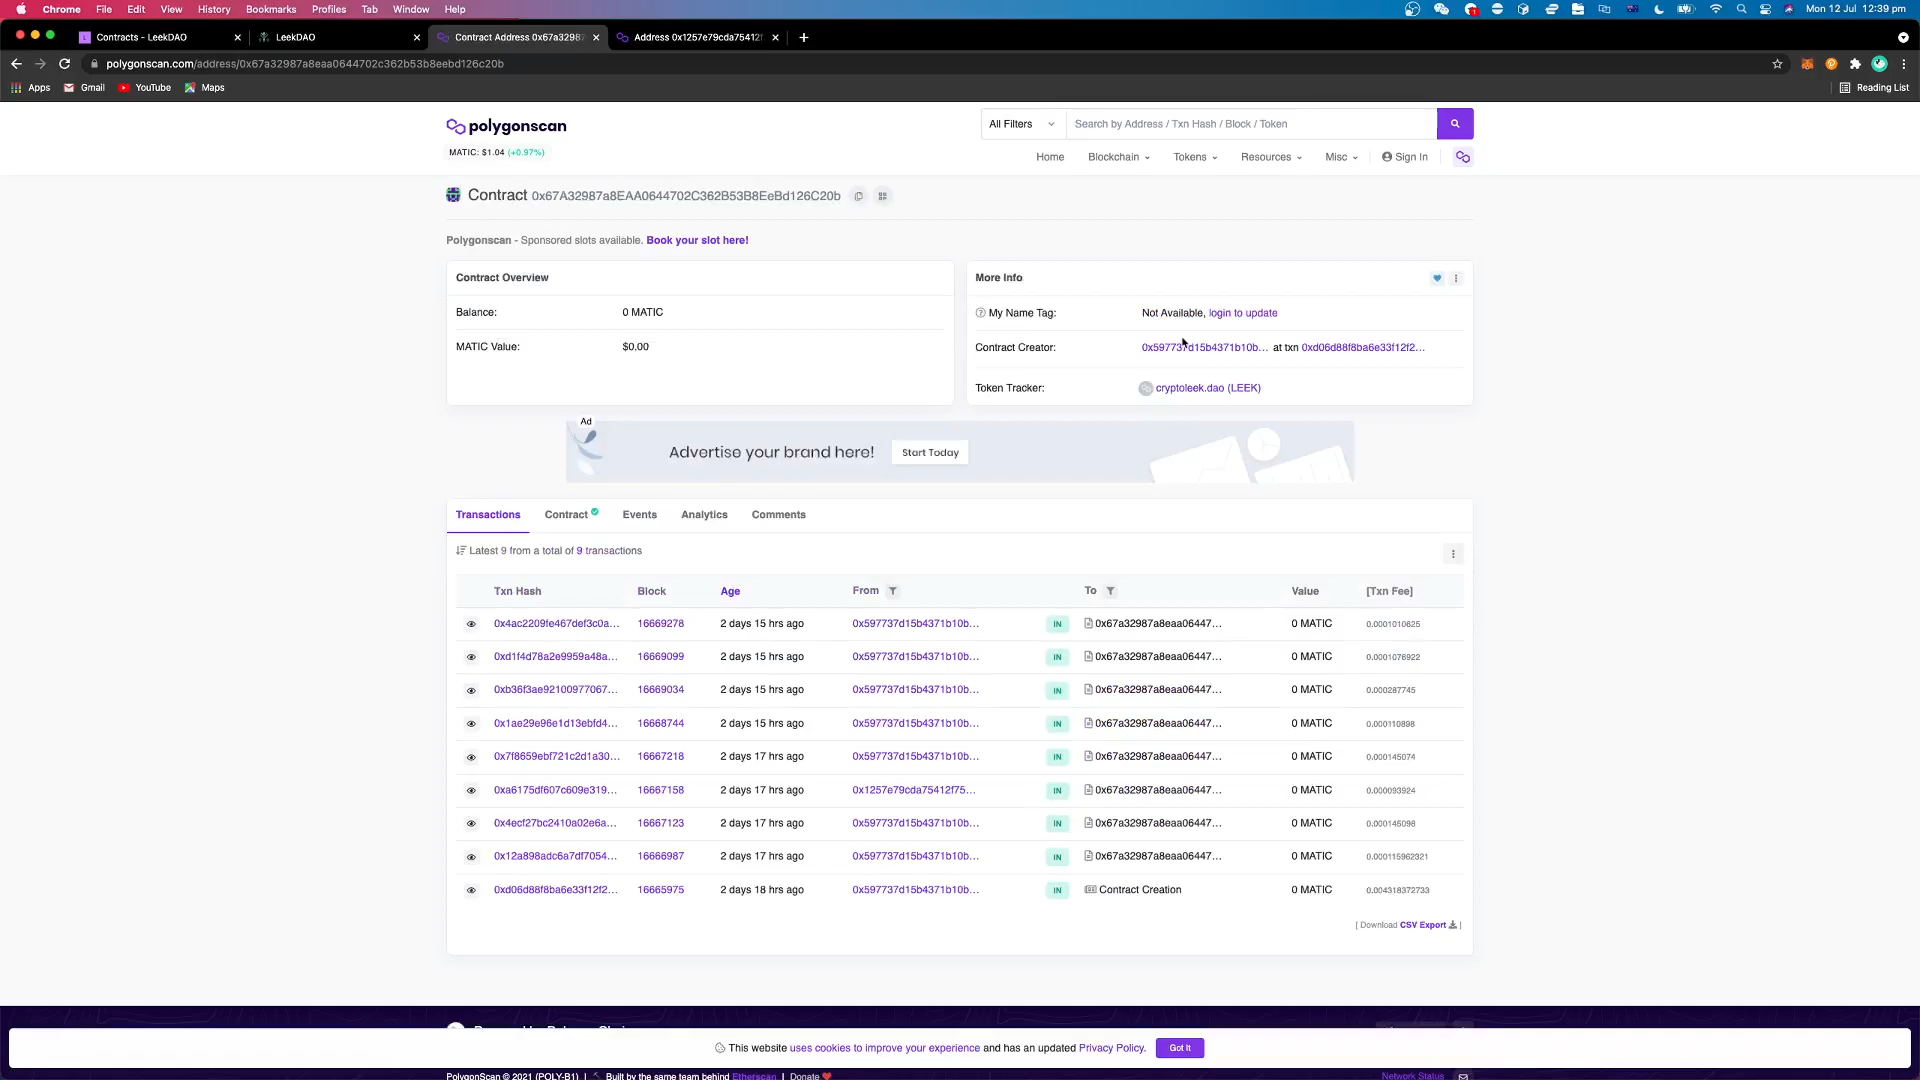 Chrome File Edit View History Bookmarks Profiles Tab Window Help Mon 12 Jul 12:39 pm
Contracts - LeekDAO LeekDAO Contract Address 0x67a32987 Address 0x1257e79cda75412f
polygonscan.com/address/0x67a32987a8eaa0644702c362b53b8eebd126c20b
Apps Gmail YouTube Maps Reading List
polygonscan
All Filters Search by Address / Txn Hash / Block / Token
MATIC: $1.04 (+0.97%)
Home Blockchain Tokens Resources Misc Sign In
Contract 0x67A32987a8EAA0644702C362B53B8EeBd126C20b
Polygonscan - Sponsored slots available. Book your slot here!
Contract Overview
Balance: 0 MATIC
MATIC Value: $0.00
More Info
My Name Tag: Not Available, login to update
Contract Creator: 0x597737d15b4371b10b... at txn 0xd06d88f8ba6e33f12f2...
Token Tracker: cryptoleek.dao (LEEK)
Ad
Advertise your brand here! Start Today
Transactions Contract Events Analytics Comments
Latest 9 from a total of 9 transactions
Txn Hash Block Age From To Value [Txn Fee]
0x4ac2209fe467def3c0a... 16669278 2 days 15 hrs ago 0x597737d15b4371b10b... IN 0x67a32987a8eaa06447... 0 MATIC 0.0001010625
0xd1f4d78a2e9959a48a... 16669099 2 days 15 hrs ago 0x597737d15b4371b10b... IN 0x67a32987a8eaa06447... 0 MATIC 0.0001076922
0xb36f3ae92100977067... 16669034 2 days 15 hrs ago 0x597737d15b4371b10b... IN 0x67a32987a8eaa06447... 0 MATIC 0.000287745
0x1ae29e96e1d13ebfd4... 16668744 2 days 15 hrs ago 0x597737d15b4371b10b... IN 0x67a32987a8eaa06447... 0 MATIC 0.000110898
0x7f8659ebf721c2d1a30... 16667218 2 days 17 hrs ago 0x597737d15b4371b10b... IN 0x67a32987a8eaa06447... 0 MATIC 0.000145074
0xa6175df607c609e319... 16667158 2 days 17 hrs ago 0x1257e79cda75412f75... IN 0x67a32987a8eaa06447... 0 MATIC 0.000093924
0x4ecf27bc2410a02e6a... 16667123 2 days 17 hrs ago 0x597737d15b4371b10b... IN 0x67a32987a8eaa06447... 0 MATIC 0.000145098
0x12a898adc6a7df7054... 16666987 2 days 17 hrs ago 0x597737d15b4371b10b... IN 0x67a32987a8eaa06447... 0 MATIC 0.000115962321
0xd06d88f8ba6e33f12f2... 16665975 2 days 18 hrs ago 0x597737d15b4371b10b... IN Contract Creation 0 MATIC 0.004318372733
[ Download CSV Export ]
This website uses cookies to improve your experience and has an updated Privacy Policy. Got It
PolygonScan © 2021 (POLY-B1) | Built by the same team behind Etherscan | Donate Network Status